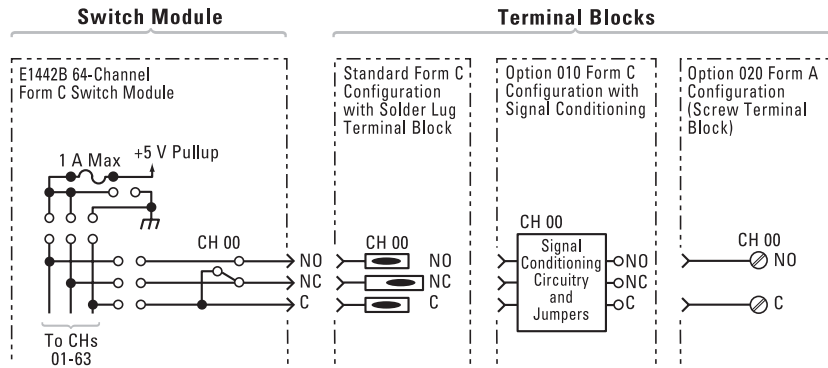 Switch Module
Terminal Blocks
E1442B 64-Channel
Form C Switch Module
1 A Max
+5 V Pullup
CH 00
NO
NC
C
To CHs
01-63
Standard Form C
Configuration
with Solder Lug
Terminal Block
CH 00
NO
NC
C
Option 010 Form C
Configuration with
Signal Conditioning
CH 00
Signal
Conditioning
Circuitry
and
Jumpers
NO
NC
C
Option 020 Form A
Configuration
(Screw Terminal
Block)
CH 00
NO
C